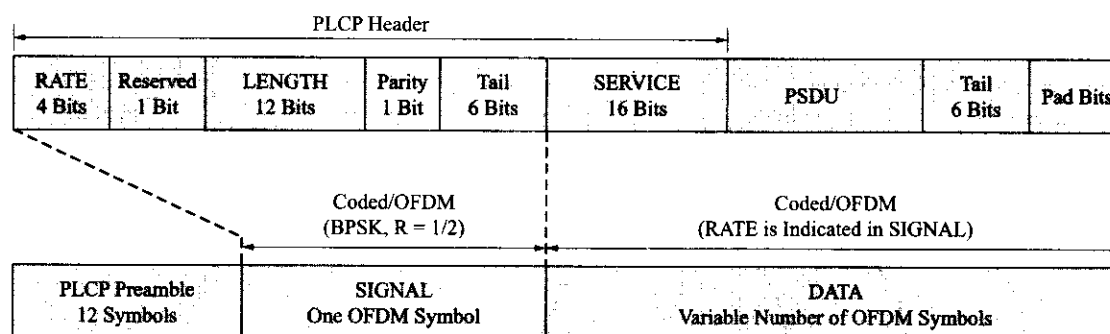 PLCP Header
RATE
4 Bits
Reserved
1 Bit
LENGTH
12 Bits
Parity
1 Bit
Tail
6 Bits
SERVICE
16 Bits
PSDU
Tail
6 Bits
Pad Bits
Coded/OFDM
(BPSK, R = 1/2)
Coded/OFDM
(RATE is Indicated in SIGNAL)
PLCP Preamble
12 Symbols
SIGNAL
One OFDM Symbol
DATA
Variable Number of OFDM Symbols